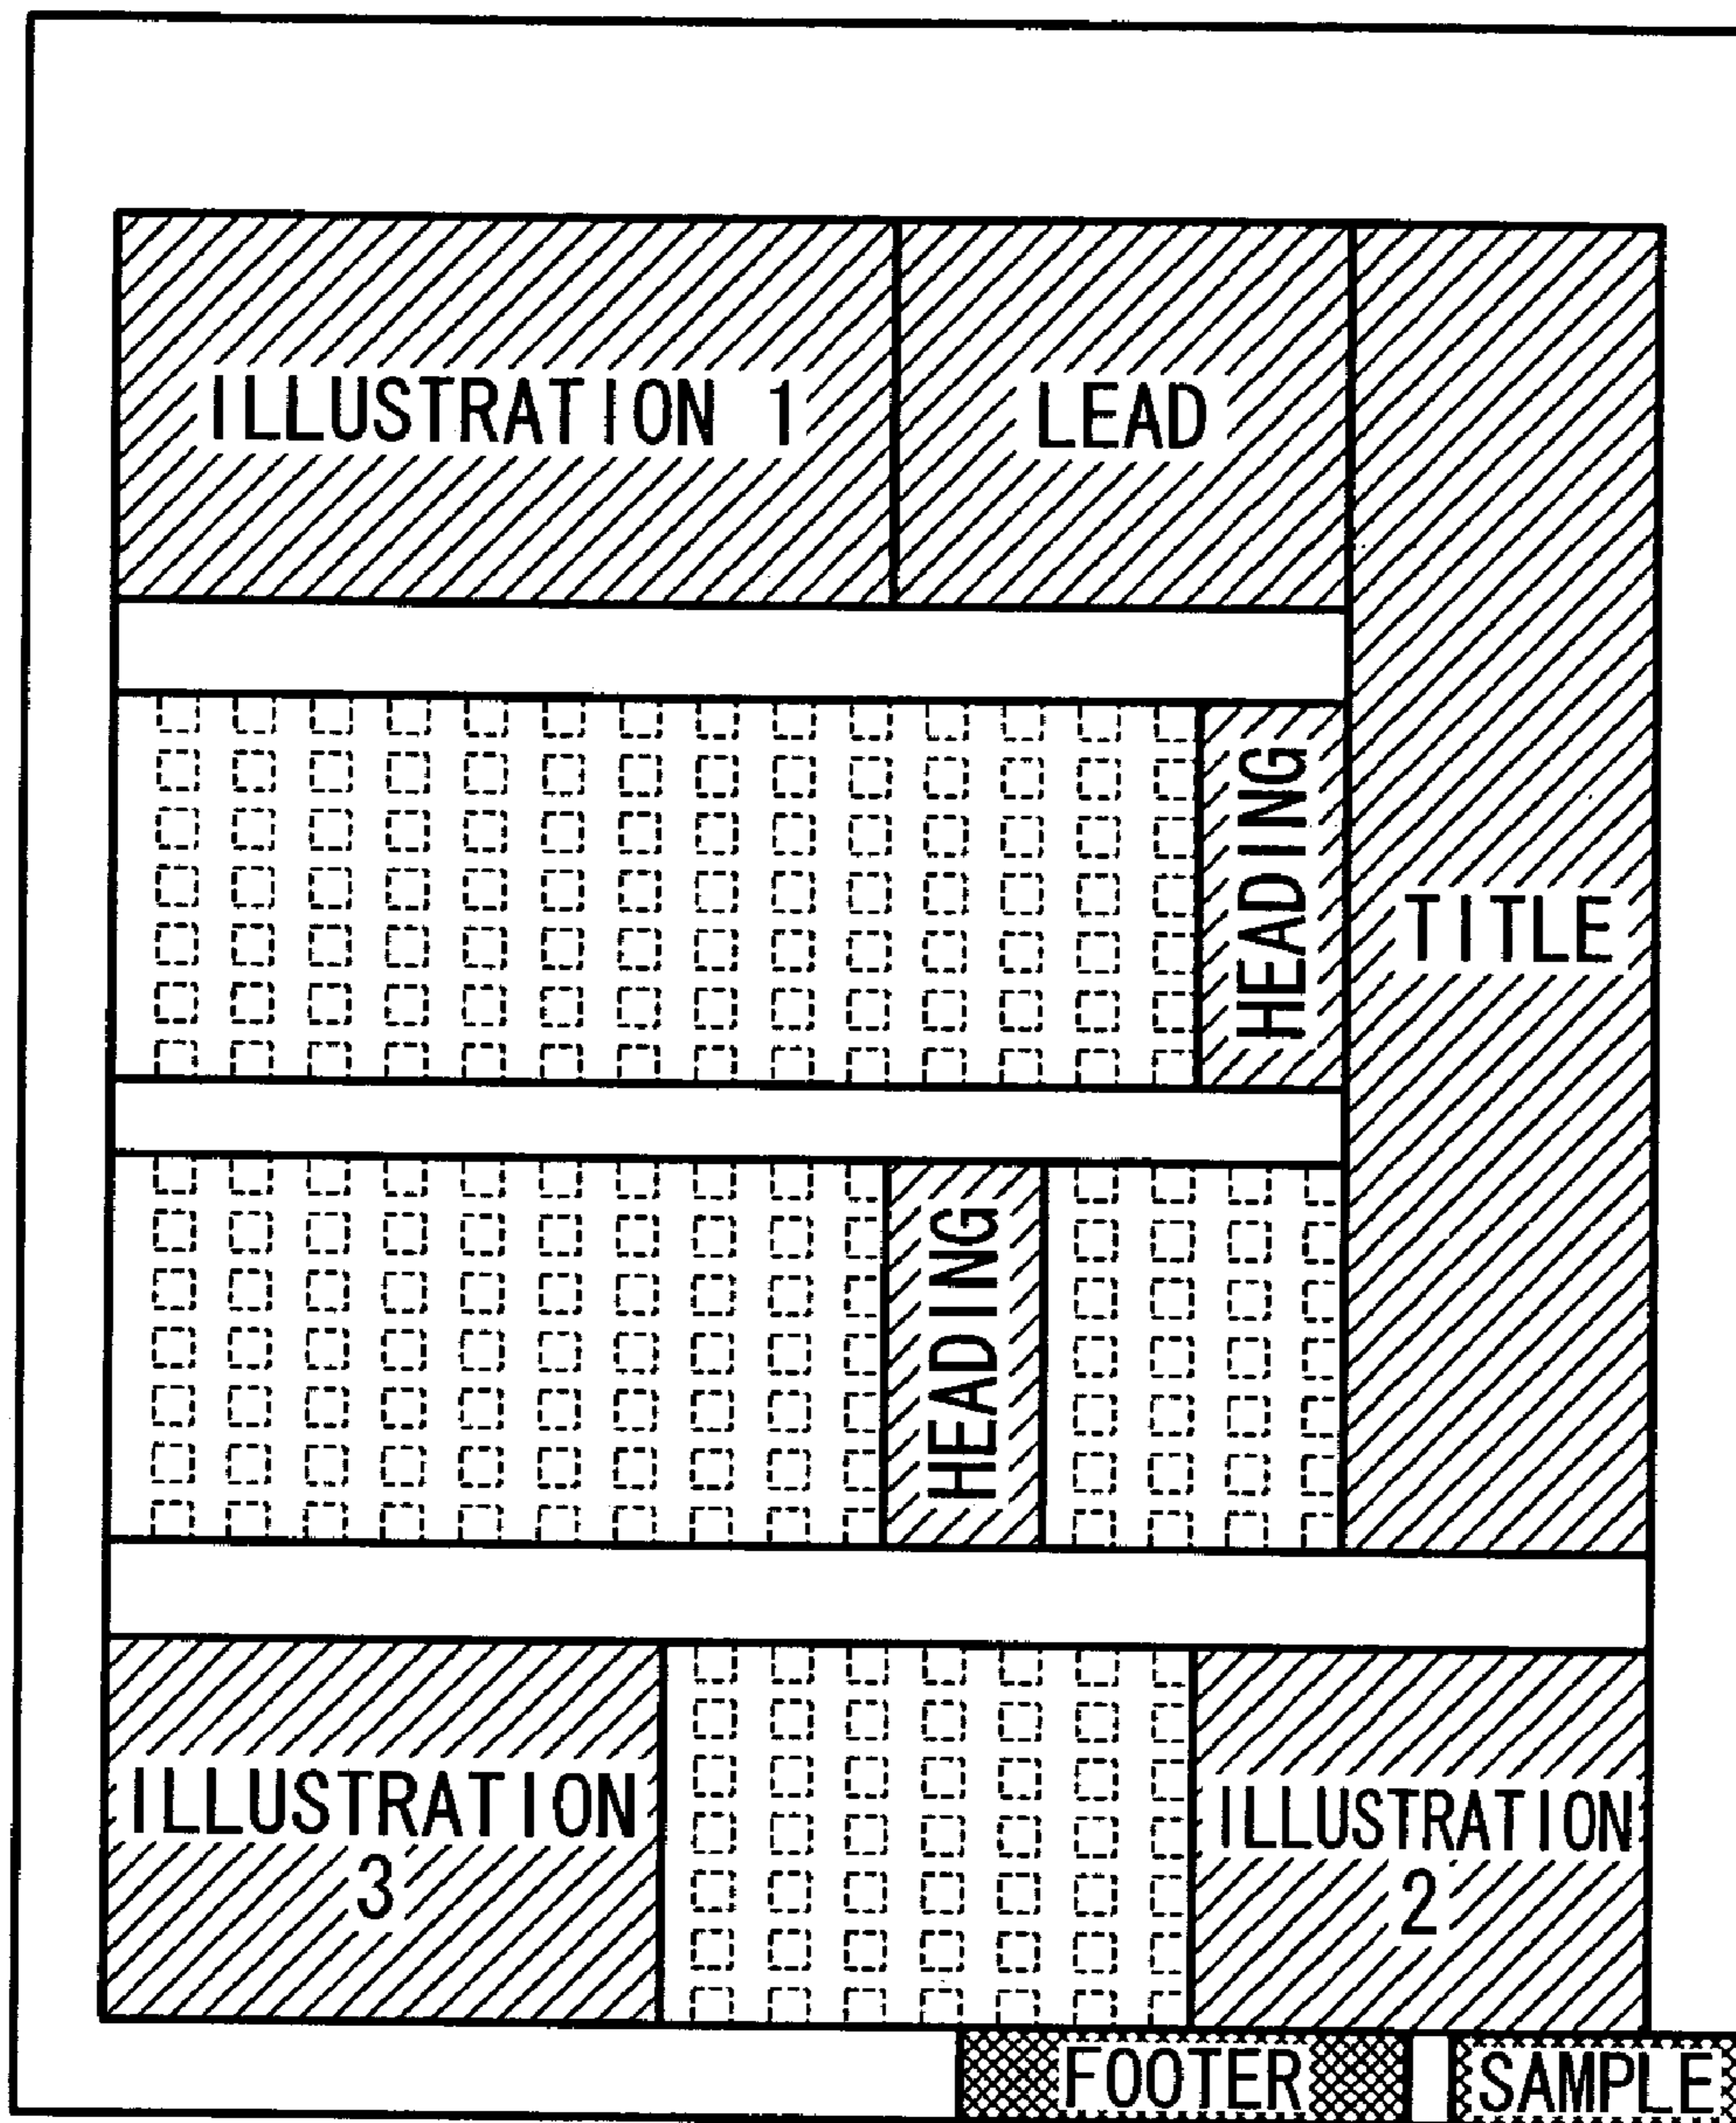 ILLUSTRATION 1
LEAD
HEADING
TITLE
HEADING
ILLUSTRATION
3
ILLUSTRATION
2
FOOTER
SAMPLE